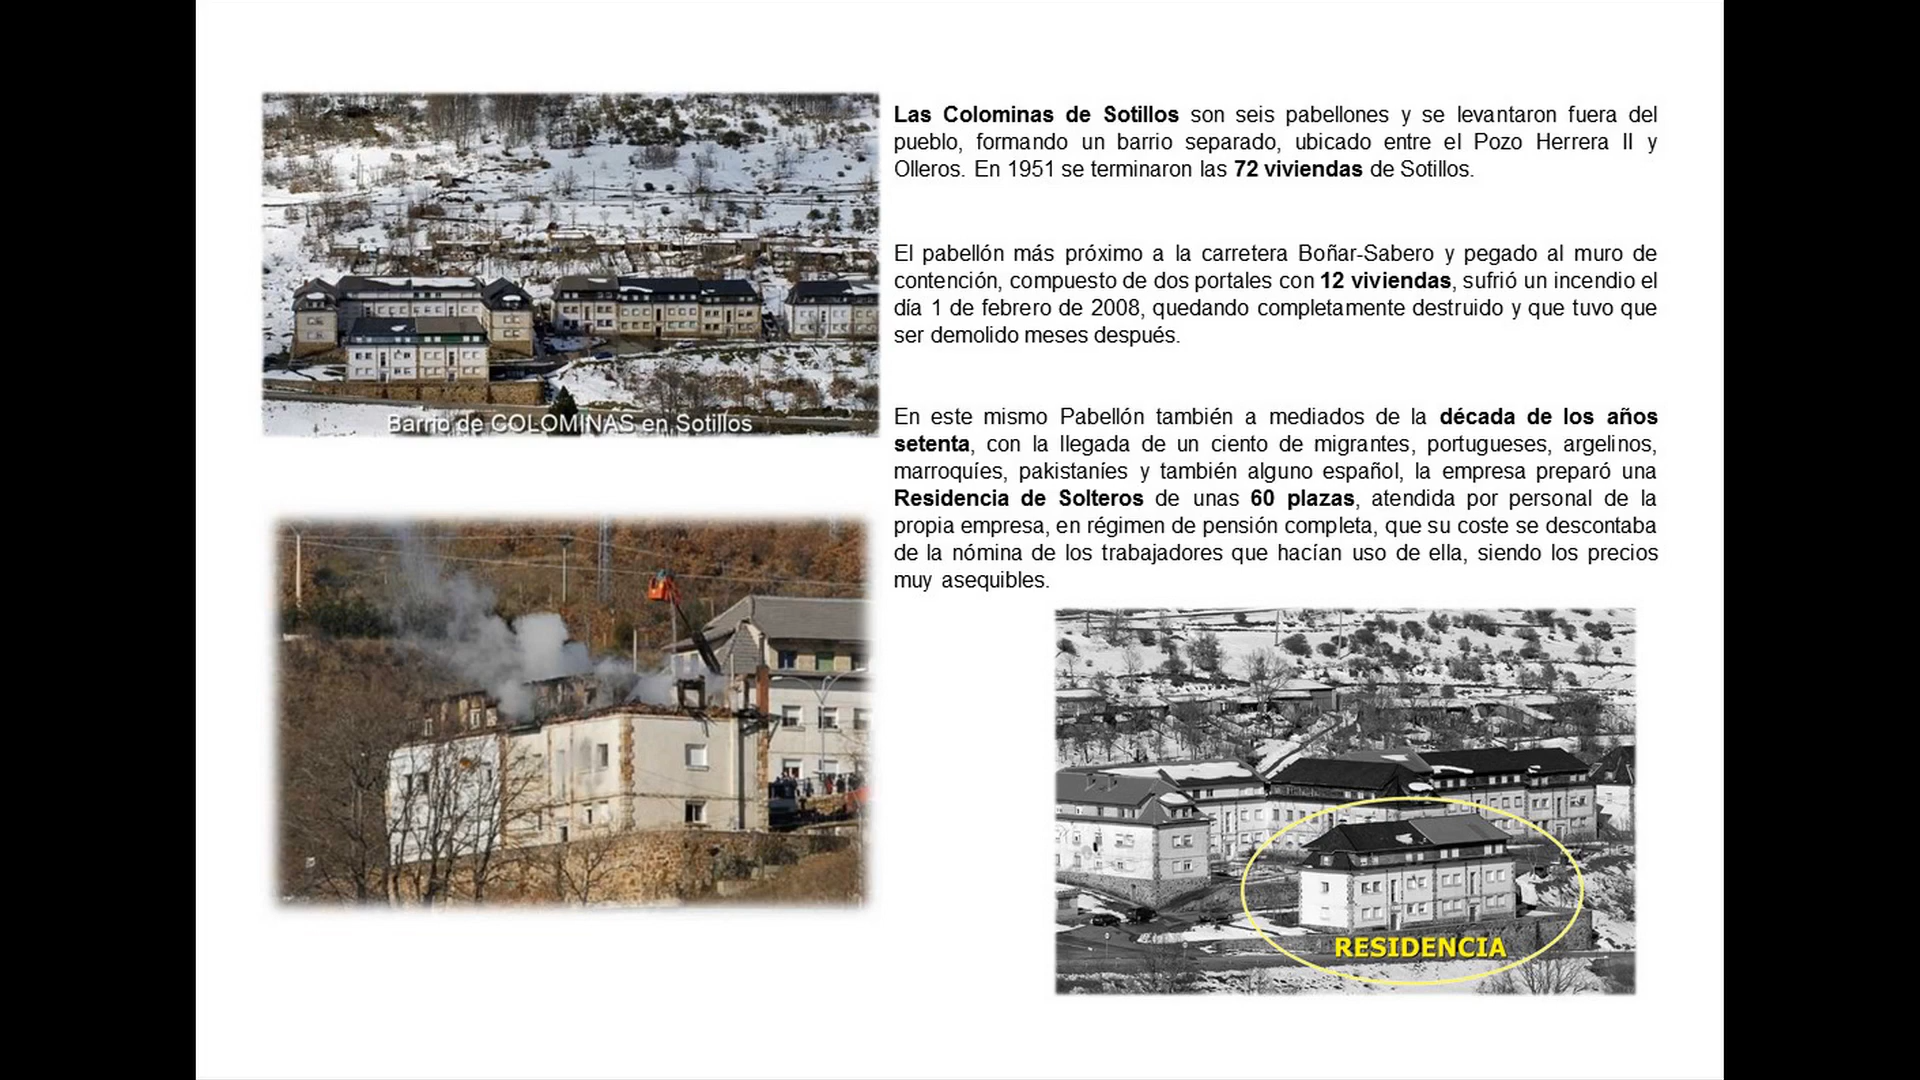 Las Colominas de Sotillos son seis pabellones y se levantaron fuera del
pueblo, formando un barrio separado, ubicado entre el Pozo Herrera II y
Olleros. En 1951 se terminaron las 72 viviendas de Sotillos.
El pabellón más próximo a la carretera Boñar-Sabero y pegado al muro de
contención, compuesto de dos portales con 12 viviendas, sufrió un incendio el
día 1 de febrero de 2008, quedando completamente destruido y que tuvo que
ser demolido meses después.
En este mismo Pabellón también a mediados de la década de los años
setenta, con la llegada de un ciento de migrantes, portugueses, argelinos,
marroquíes, pakistaníes y también alguno español, la empresa preparó una
Residencia de Solteros de unas 60 plazas, atendida por personal de la
propia empresa, en régimen de pensión completa, que su coste se descontaba
de la nómina de los trabajadores que hacían uso de ella, siendo los precios
muy asequibles.
Barrio de COLOMINAS en Sotillos
RESIDENCIA